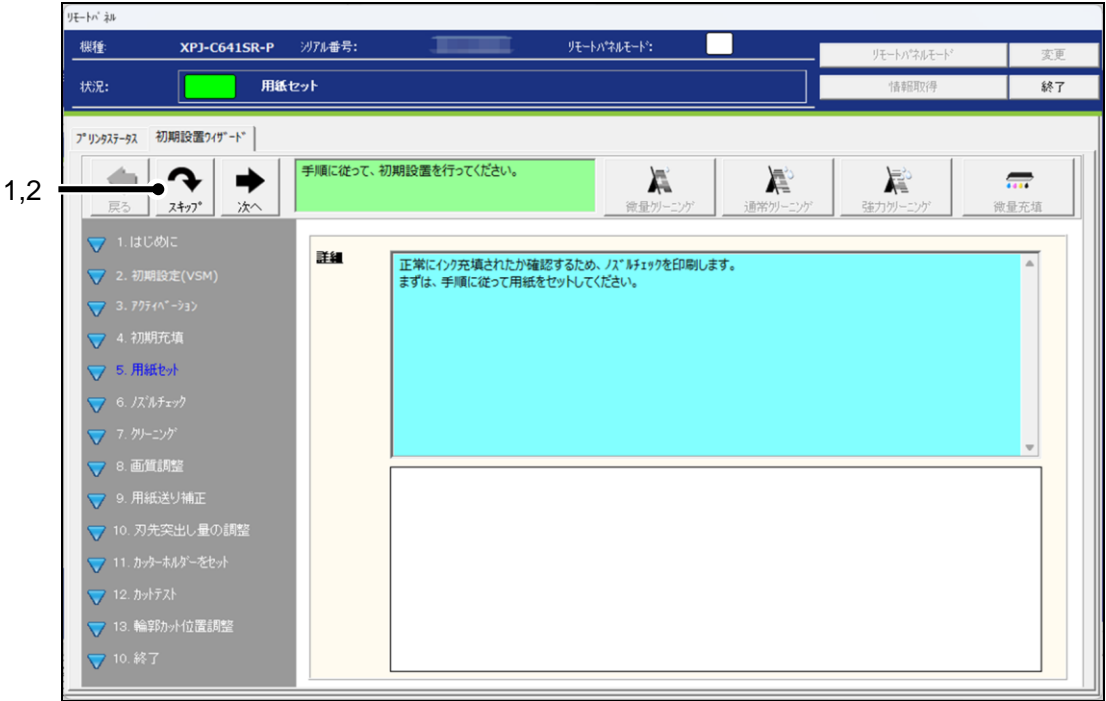 ﾘﾓｰﾄﾊﾟﾈﾙ
機種: XPJ-C641SR-P ｼﾘｱﾙ番号: ﾘﾓｰﾄﾊﾟﾈﾙﾓｰﾄﾞ:
ﾘﾓｰﾄﾊﾟﾈﾙﾓｰﾄﾞ 変更
状況: 用紙セット
情報取得 終了
ﾌﾟﾘﾝﾀｽﾃｰﾀｽ 初期設置ｳｨｻﾞｰﾄﾞ
1,2
戻る ｽｷｯﾌﾟ 次へ
手順に従って、初期設置を行ってください。
微量ｸﾘｰﾆﾝｸﾞ 通常ｸﾘｰﾆﾝｸﾞ 強力ｸﾘｰﾆﾝｸﾞ 微量充填
1. はじめに
2. 初期設定(VSM)
3. ｱｸﾃｨﾍﾞｰｼｮﾝ
4. 初期充填
5. 用紙ｾｯﾄ
6. ﾉｽﾞﾙﾁｪｯｸ
7. ｸﾘｰﾆﾝｸﾞ
8. 画質調整
9. 用紙送り補正
10. 刃先突出し量の調整
11. ｶｯﾀｰﾎﾙﾀﾞｰをｾｯﾄ
12. ｶｯﾄﾃｽﾄ
13. 輪郭ｶｯﾄ位置調整
10. 終了
詳細
正常にｲﾝｸ充填されたか確認するため、ﾉｽﾞﾙﾁｪｯｸを印刷します。
まずは、手順に従って用紙をセットしてください。